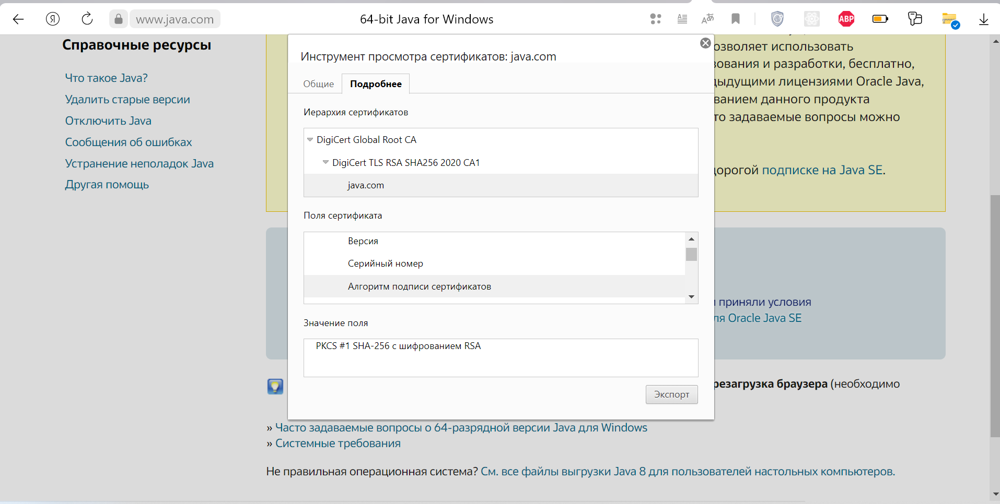 Я
www.java.com
64-bit Java for Windows
ABP
Справочные ресурсы
Что такое Java?
Удалить старые версии
Отключить Java
Сообщения об ошибках
Устранение неполадок Java
Другая помощь
Инструмент просмотра сертификатов: java.com
Общие
Подробнее
Иерархия сертификатов
DigiCert Global Root CA
DigiCert TLS RSA SHA256 2020 CA1
java.com
Поля сертификата
Версия
Серийный номер
Алгоритм подписи сертификатов
Значение поля
PKCS #1 SHA-256 с шифрованием RSA
Экспорт
озволяет использовать
зования и разработки, бесплатно,
дыдущими лицензиями Oracle Java,
ванием данного продукта
то задаваемые вопросы можно
дорогой подписке на Java SE.
приняли условия
ля Oracle Java SE
резагрузка браузера (необходимо
» Часто задаваемые вопросы о 64-разрядной версии Java для Windows
» Системные требования
Не правильная операционная система? См. все файлы выгрузки Java 8 для пользователей настольных компьютеров.